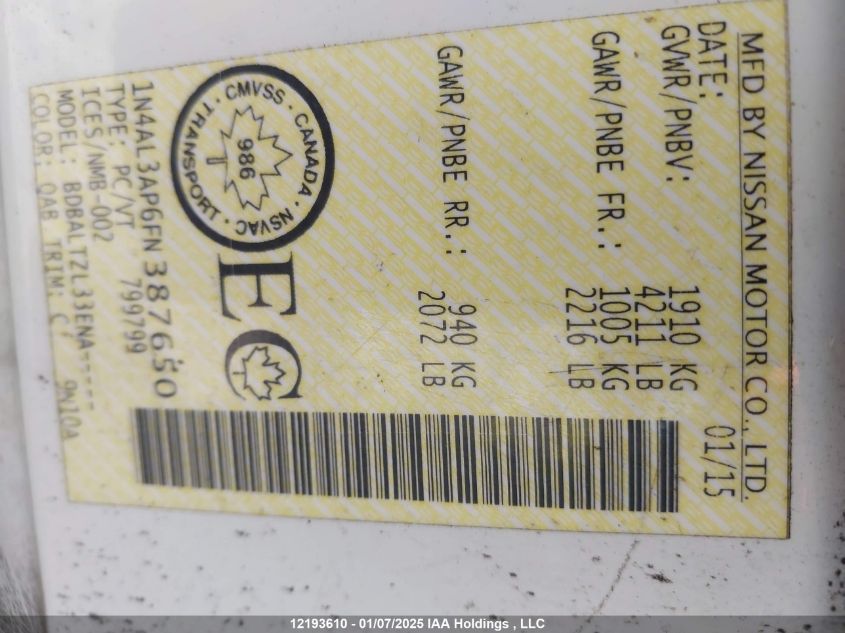 MFD BY NISSAN MOTOR CO., LTD.
DATE: 01/15
GVWR/PNBV: 1910 KG
4211 LB
GAWR/PNBE FR.: 1005 KG
2216 LB
GAWR/PNBE RR.: 940 KG
2072 LB
CMVSS · CANADA · NSVAC · TRANSPORT ·
986
T
EC
1N4AL3AP6FN387650
TYPE: PC/VT 799799
ICES/NMB-002
MODEL: BDBALTZL33ENA-----
COLOR: QAB TRIM: C
12193610 - 01/07/2025 IAA Holdings , LLC